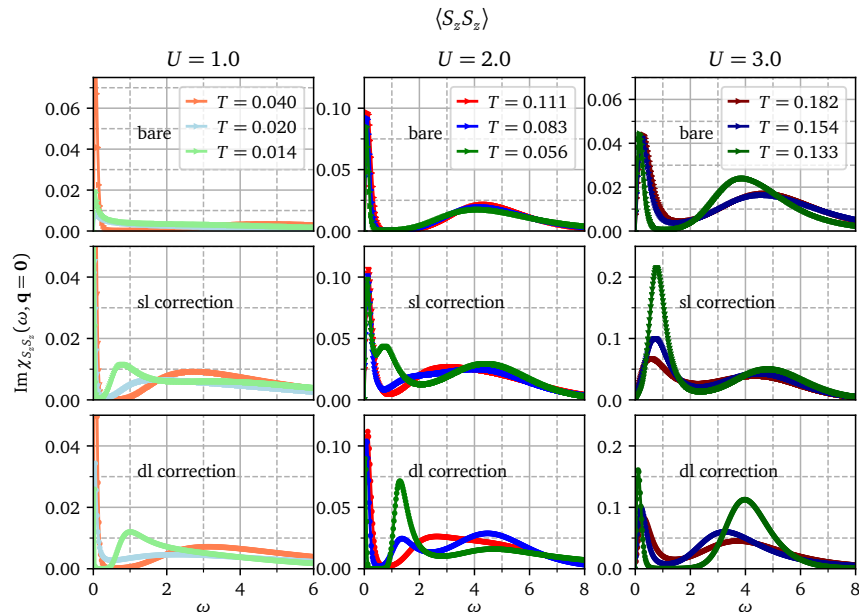 ⟨S_z S_z⟩
U = 1.0
U = 2.0
U = 3.0
Im χ_{S_z S_z}(ω, q = 0)
0.06
0.04
0.02
0.00
bare
T = 0.040
T = 0.020
T = 0.014
0.10
0.05
0.00
bare
T = 0.111
T = 0.083
T = 0.056
0.06
0.04
0.02
0.00
bare
T = 0.182
T = 0.154
T = 0.133
0.04
0.02
0.00
sl correction
0.10
0.05
0.00
sl correction
0.2
0.1
0.0
sl correction
0.04
0.02
0.00
dl correction
0.10
0.05
0.00
dl correction
0.2
0.1
0.0
dl correction
0 1 2 3 4 5 6
0 2 4 6 8
0 2 4 6 8
ω
ω
ω